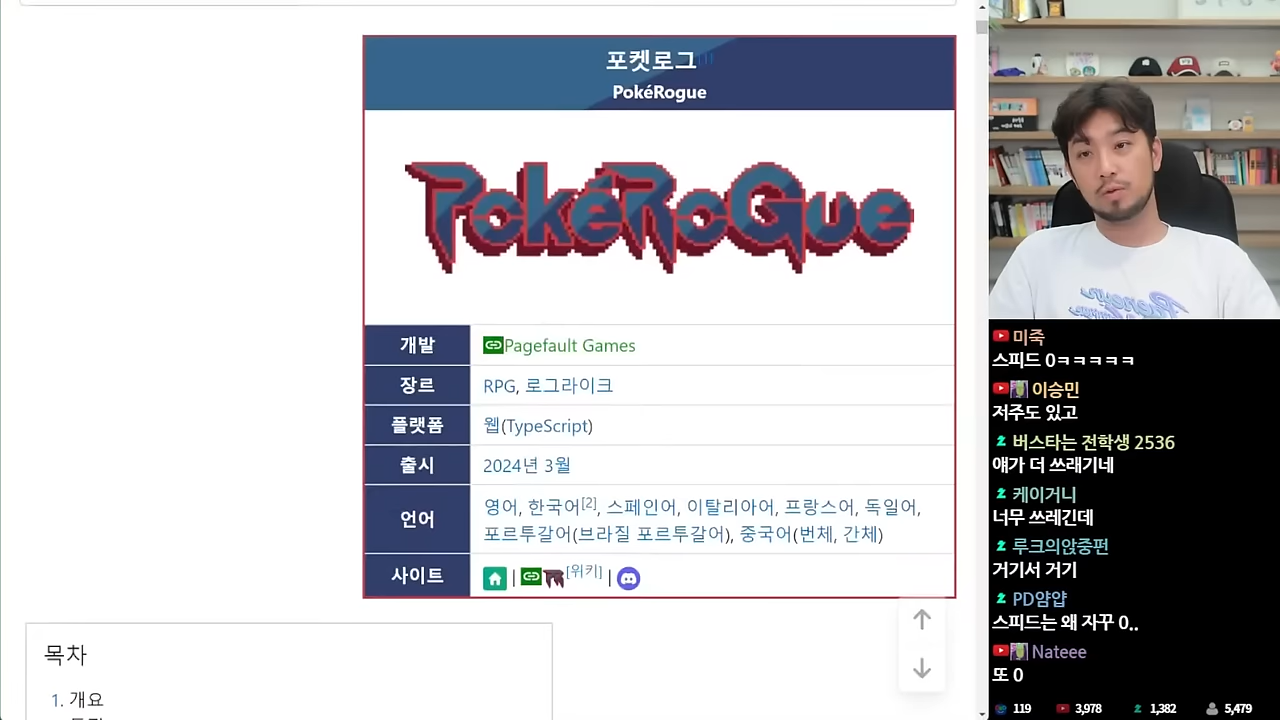 포켓로그[1]
PokéRogue
PokéRoGue
개발
Pagefault Games
장르
RPG, 로그라이크
플랫폼
웹(TypeScript)
출시
2024년 3월
언어
영어, 한국어[2], 스페인어, 이탈리아어, 프랑스어, 독일어,
포르투갈어(브라질 포르투갈어), 중국어(번체, 간체)
사이트
| [위키] |
목차
1. 개요
미죽
스피드 0ㅋㅋㅋㅋㅋ
이승민
저주도 있고
버스타는 전학생 2536
얘가 더 쓰래기네
케이거니
너무 쓰레긴데
루크의앉중편
거기서 거기
PD얌얍
스피드는 왜 자꾸 0..
Nateee
또 0
119 3,978 1,382 5,479